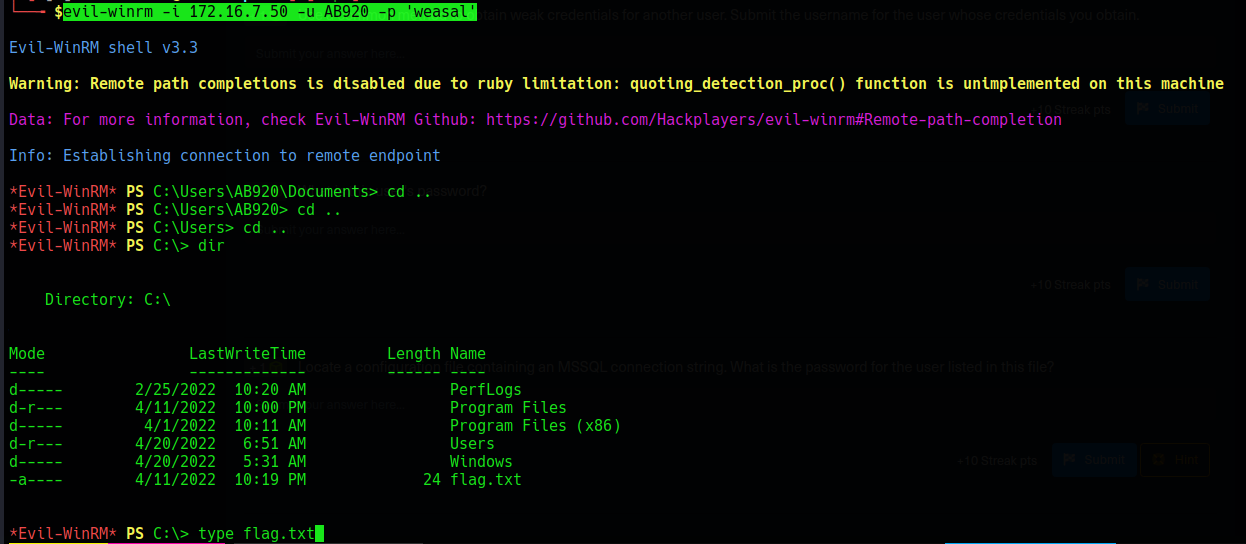 $evil-winrm -i 172.16.7.50 -u AB920 -p 'weasal'
obtain weak credentials for another user. Submit the username for the user whose credentials you obtain.
Evil-WinRM shell v3.3
Submit your answer here...
Warning: Remote path completions is disabled due to ruby limitation: quoting_detection_proc() function is unimplemented on this machine
+10 Streak pts Submit
Data: For more information, check Evil-WinRM Github: https://github.com/Hackplayers/evil-winrm#Remote-path-completion
Info: Establishing connection to remote endpoint
*Evil-WinRM* PS C:\Users\AB920\Documents> cd ..
password?
*Evil-WinRM* PS C:\Users\AB920> cd ..
*Evil-WinRM* PS C:\Users> cd ..
your answer here...
*Evil-WinRM* PS C:\> dir
+10 Streak pts Submit
Directory: C:\
Mode LastWriteTime Length Name
Locate a configuration file containing an MSSQL connection string. What is the password for the user listed in this file?
---- ------------- ------ ----
d----- 2/25/2022 10:20 AM PerfLogs
d-r--- 4/11/2022 10:00 PM Program Files
answer here...
d----- 4/1/2022 10:11 AM Program Files (x86)
d-r--- 4/20/2022 6:51 AM Users
d----- 4/20/2022 5:31 AM Windows
+10 Streak pts Submit Hint
-a---- 4/11/2022 10:19 PM 24 flag.txt
*Evil-WinRM* PS C:\> type flag.txt